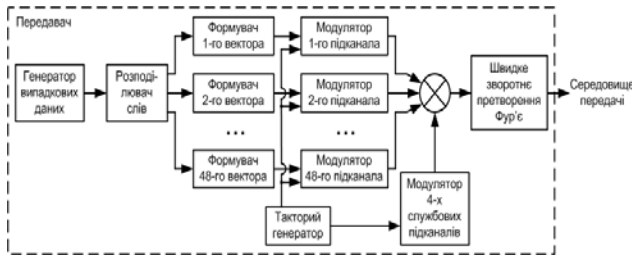 Передавач
Генератор
випадкових
даних
Розподі-
лювач
слів
Формувач
1-го вектора
Модулятор
1-го підканала
Формувач
2-го вектора
Модулятор
2-го підканала
...
...
Формувач
48-го вектора
Модулятор
48-го підканала
Такторий
генератор
Модулятор
4-х
службових
підканалів
Швидке
зворотнє
претворення
Фур'є
Середовище
передачі